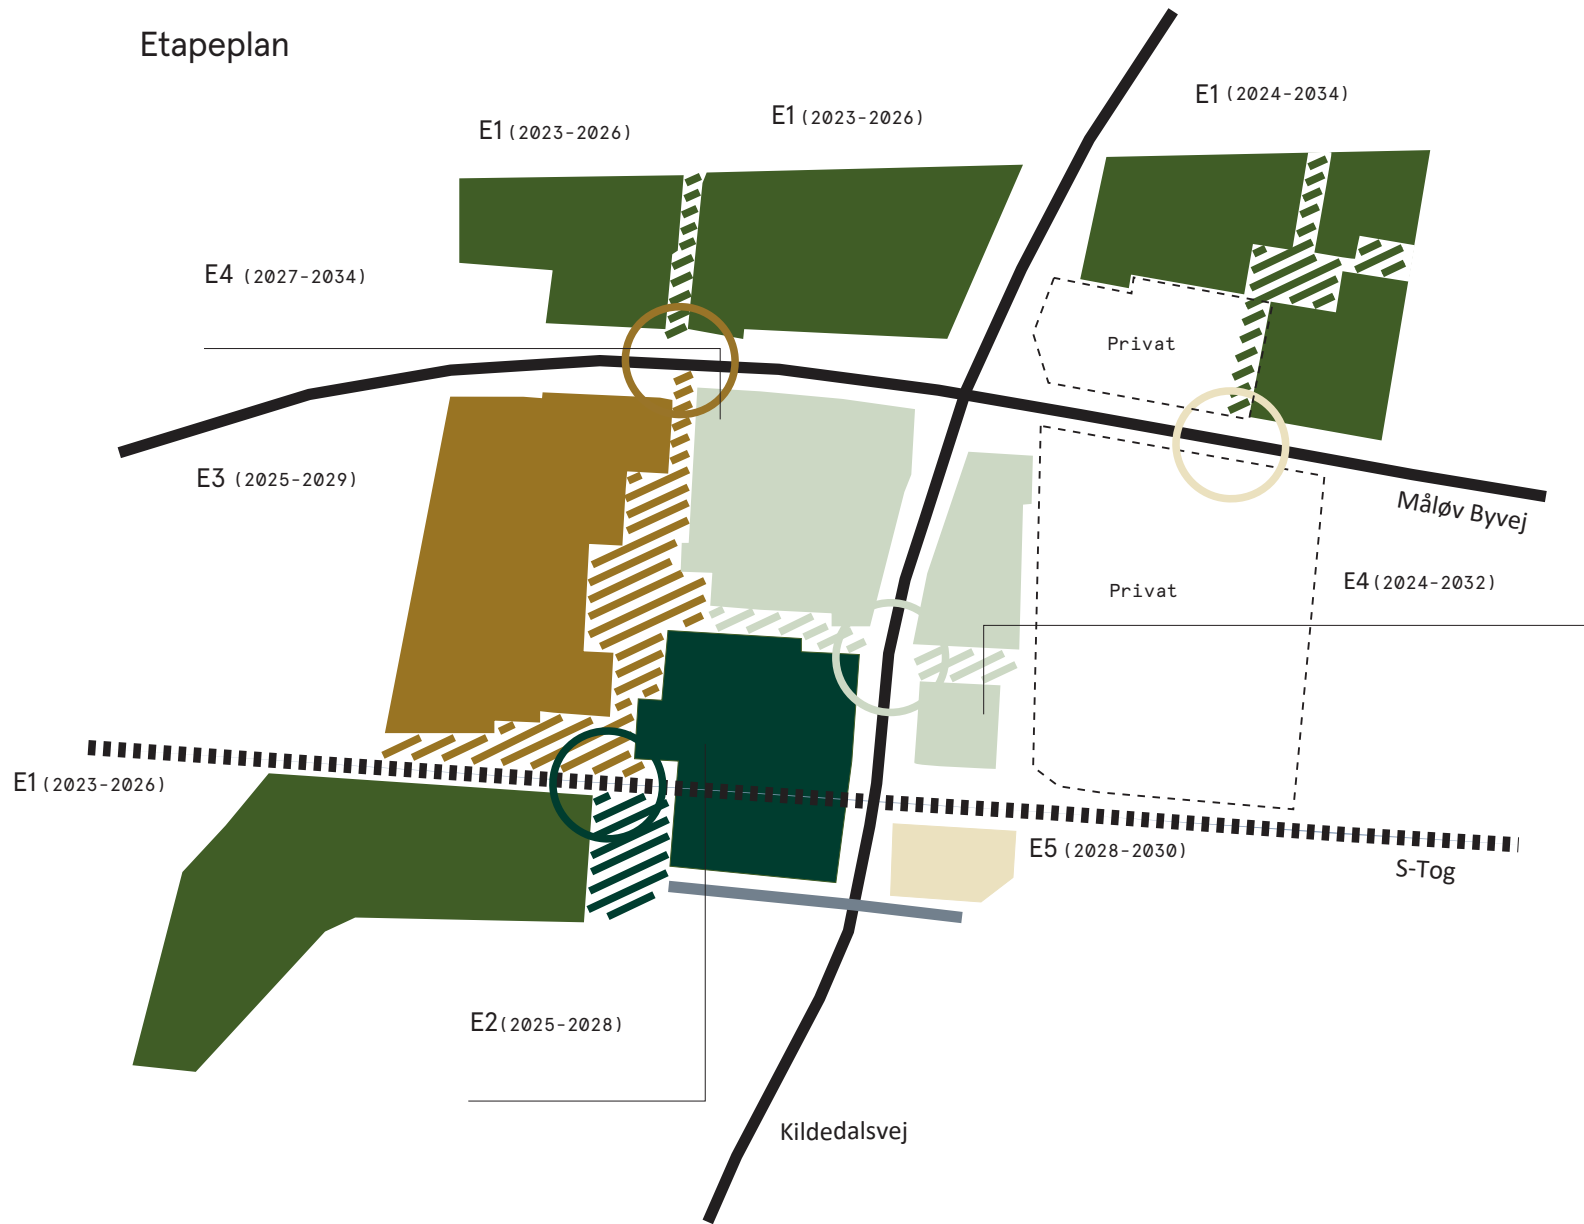 Etapeplan
E1 (2024-2034)
E1 (2023-2026)
E1 (2023-2026)
E4 (2027-2034)
Privat
E3 (2025-2029)
Måløv Byvej
Privat
E4 (2024-2032)
E1 (2023-2026)
E5 (2028-2030)
S-Tog
E2 (2025-2028)
Kildedalsvej